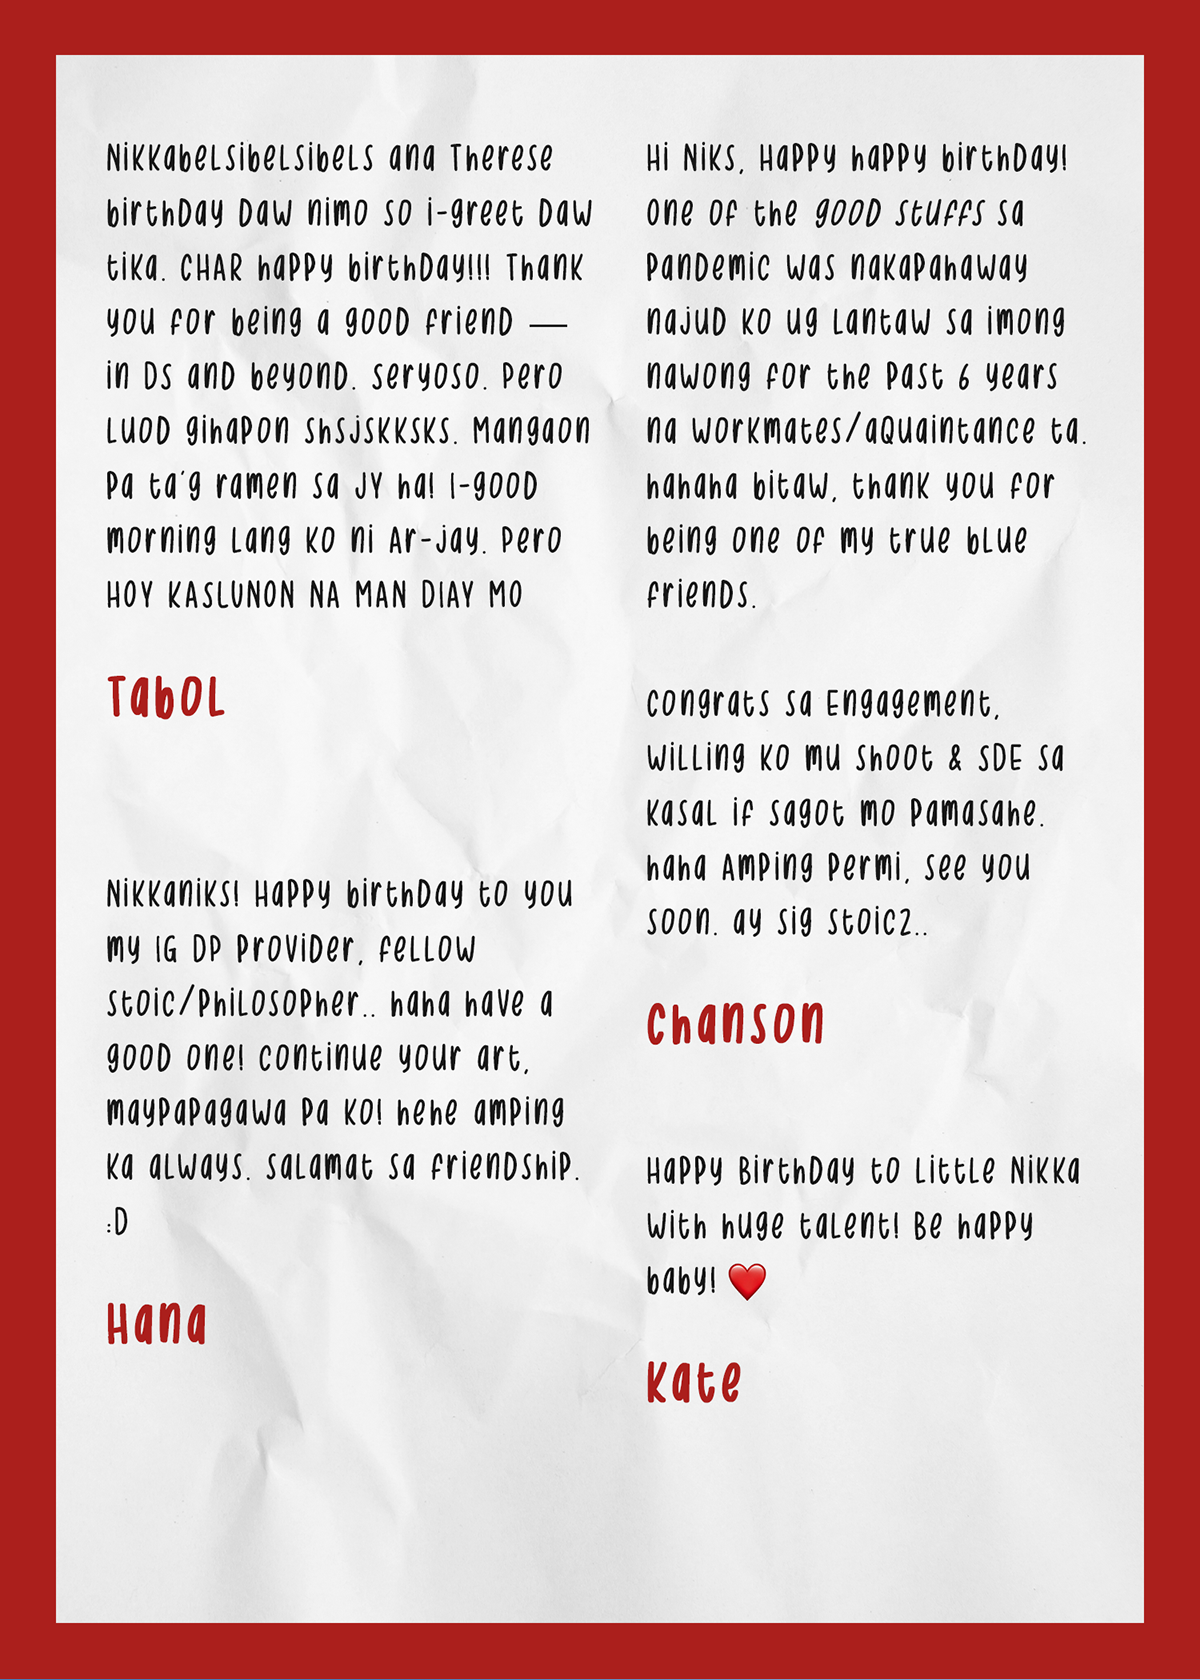 Nikkabelsibelsibels ana Therese
birthday daw nimo so i-greet daw
tika. CHAR happy birthday!!! Thank
you for being a good friend —
in Ds and beyond. seryoso. Pero
Luod gihapon shsjskksks. Mangaon
pa ta'g ramen sa JY ha! I-good
morning lang ko ni Ar-jay. Pero
HOY KASLUNON NA MAN DIAY MO
Tabol
Nikkaniks! Happy birthday to you
my IG DP provider, fellow
stoic/philosopher.. haha have a
good one! continue your art,
maypapagawa pa ko! hehe amping
ka always. salamat sa friendship.
:D
Hana
Hi Niks, Happy happy birthday!
One of the good stuffs sa
pandemic was nakapahaway
najud ko ug lantaw sa imong
nawong for the past 6 years
na workmates/aquaintance ta.
hahaha bitaw, thank you for
being one of my true blue
friends.
Congrats sa Engagement,
willing ko mu shoot & SDE sa
kasal if sagot mo pamasahe.
haha Amping permi, see you
soon. ay sig stoic2..
Chanson
Happy Birthday to Little Nikka
with huge talent! Be happy
baby! ❤️
Kate